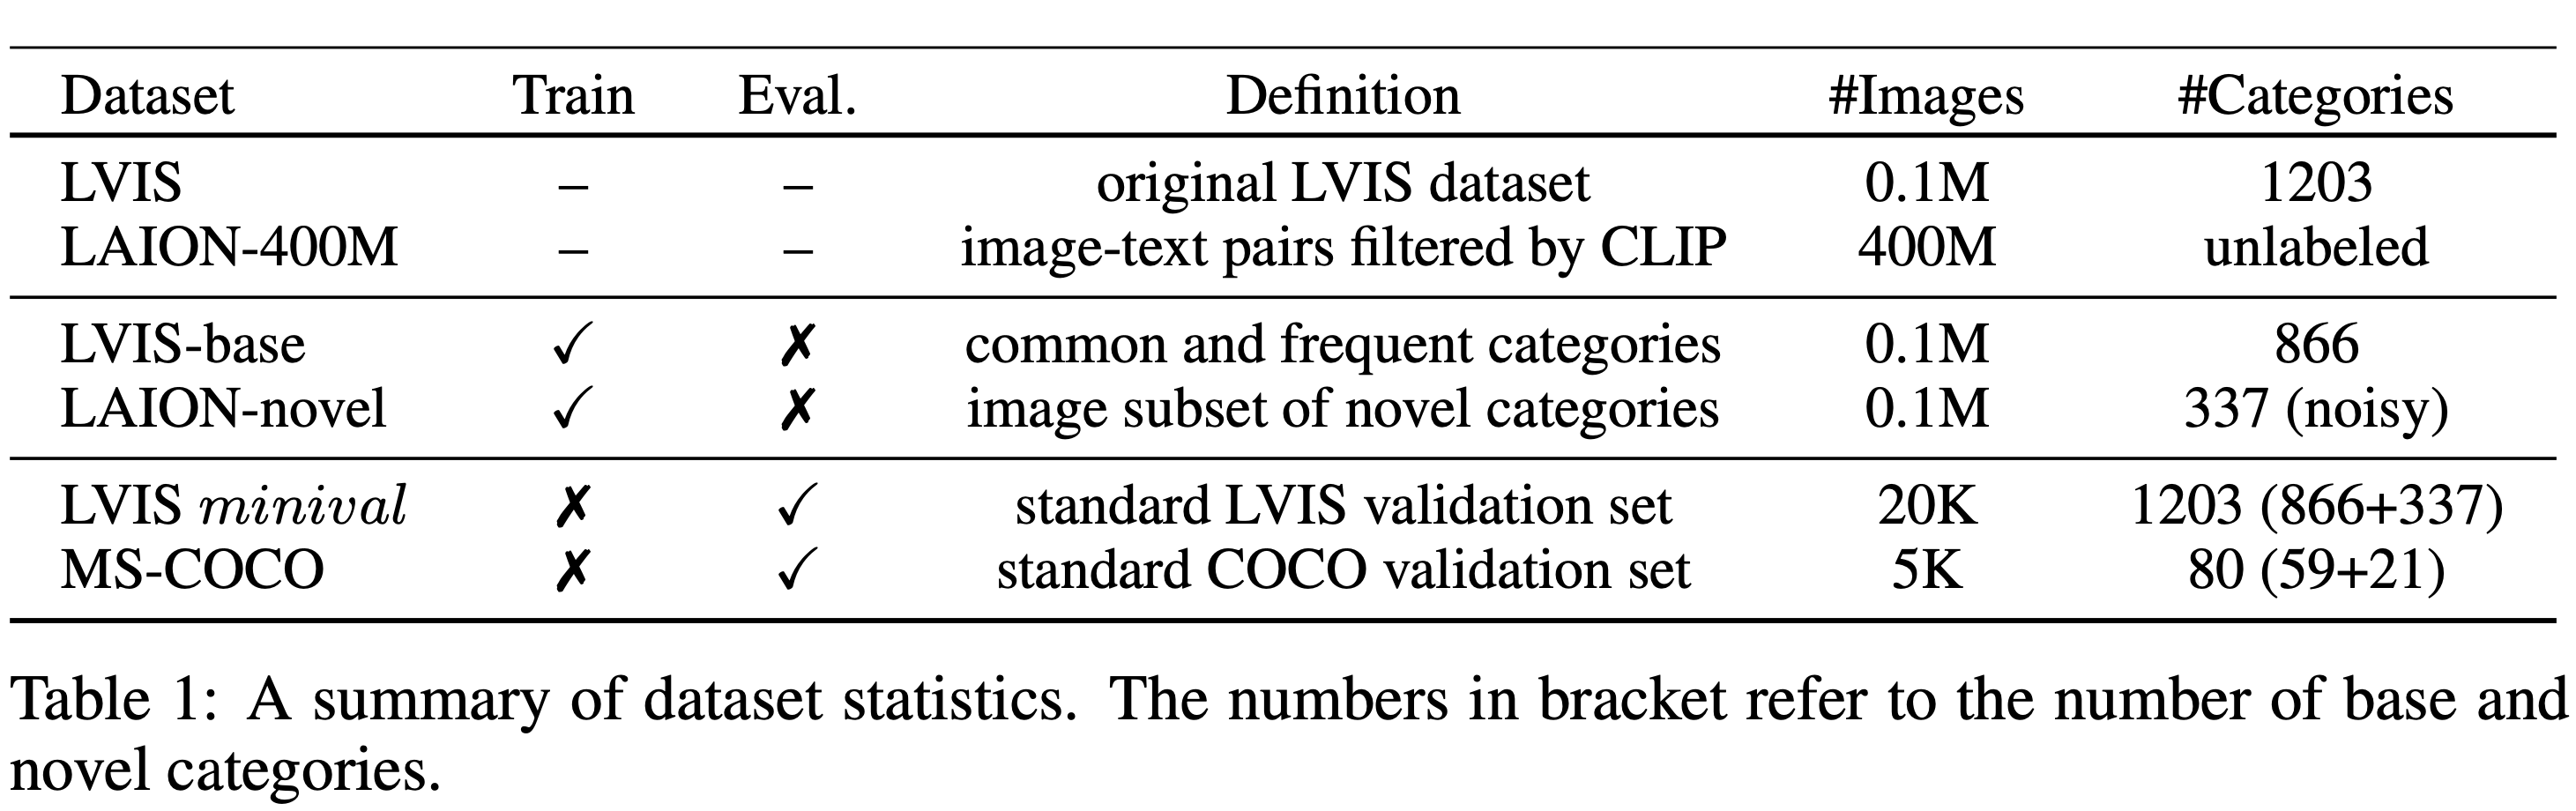 Dataset Train Eval. Definition #Images #Categories
LVIS – – original LVIS dataset 0.1M 1203
LAION-400M – – image-text pairs filtered by CLIP 400M unlabeled
LVIS-base ✓ ✗ common and frequent categories 0.1M 866
LAION-novel ✓ ✗ image subset of novel categories 0.1M 337 (noisy)
LVIS minival ✗ ✓ standard LVIS validation set 20K 1203 (866+337)
MS-COCO ✗ ✓ standard COCO validation set 5K 80 (59+21)
Table 1: A summary of dataset statistics. The numbers in bracket refer to the number of base and
novel categories.